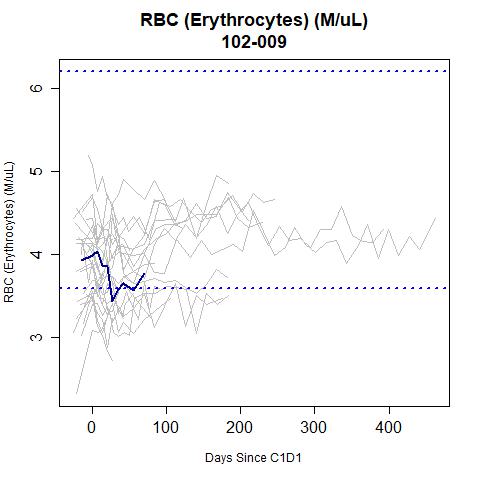 RBC (Erythrocytes) (M/uL)
102-009
RBC (Erythrocytes) (M/uL)
6
5
4
3
0 100 200 300 400
Days Since C1D1